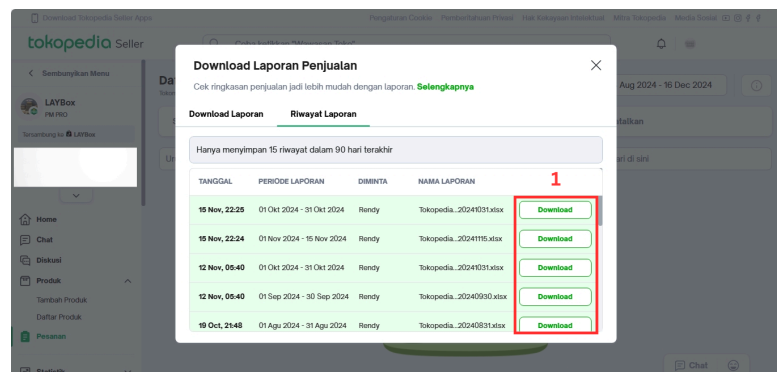 Download Tokopedia Seller Apps
Pengaturan Cookie Pemberitahuan Privasi Hak Kekayaan Intelektual Mitra Tokopedia Media Sosial
tokopedia Seller
Sembunyikan Menu
LAYBox
PM PRO
Tersambung ke LAYBox
Home
Chat
Diskusi
Produk
Tambah Produk
Daftar Produk
Pesanan
Statistik
Download Laporan Penjualan
Cek ringkasan penjualan jadi lebih mudah dengan laporan. Selengkapnya
Download Laporan Riwayat Laporan
Hanya menyimpan 15 riwayat dalam 90 hari terakhir
TANGGAL PERIODE LAPORAN DIMINTA NAMA LAPORAN 1
15 Nov, 22:25 01 Okt 2024 - 31 Okt 2024 Rendy Tokopedia...20241031.xlsx Download
15 Nov, 22:24 01 Nov 2024 - 15 Nov 2024 Rendy Tokopedia...20241115.xlsx Download
12 Nov, 05:40 01 Okt 2024 - 31 Okt 2024 Rendy Tokopedia...20241031.xlsx Download
12 Nov, 05:40 01 Sep 2024 - 30 Sep 2024 Rendy Tokopedia...20240930.xlsx Download
19 Oct, 21:48 01 Agu 2024 - 31 Agu 2024 Rendy Tokopedia...20240831.xlsx Download
Aug 2024 - 16 Dec 2024
ari di sini
Chat